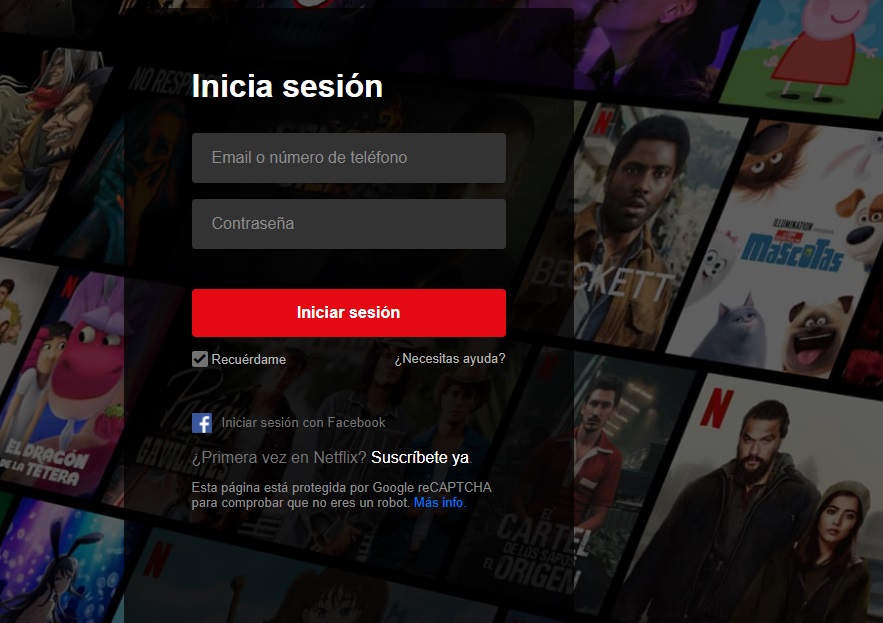 Inicia sesión
Email o número de teléfono
Contraseña
Iniciar sesión
Recuérdame
¿Necesitas ayuda?
Iniciar sesión con Facebook
¿Primera vez en Netflix? Suscríbete ya.
Esta página está protegida por Google reCAPTCHA
para comprobar que no eres un robot. Más info.
NO RESP
N
BECKETT
ILLUMINATION
MASCOTAS
N
EL DRAGÓN
DE LA TETERA
N
N
EL
CARTEL
DE LOS SAPOS
EL ORIGEN
N